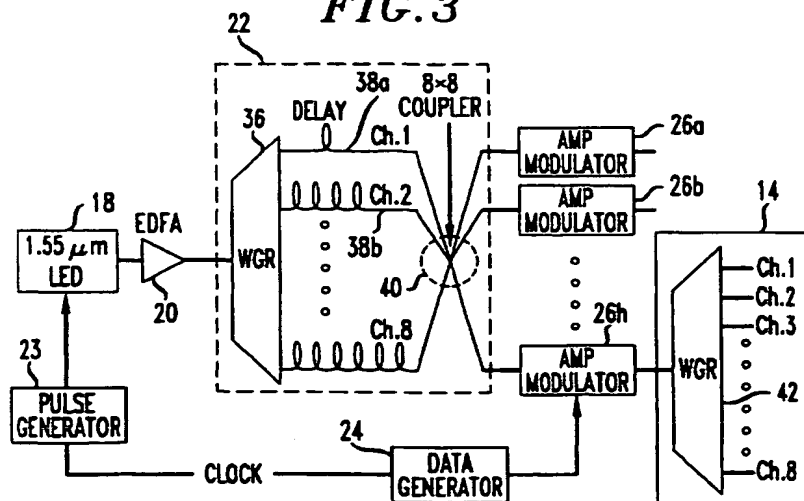 FIG. 3
22
38a
8×8
COUPLER
DELAY
36
Ch.1
AMP
MODULATOR
26a
Ch.2
AMP
MODULATOR
26b
18
EDFA
14
1.55 μm
LED
WGR
38b
20
40
Ch.1
Ch.2
Ch.3
26h
Ch.8
AMP
MODULATOR
WGR
42
23
PULSE
GENERATOR
24
CLOCK
DATA
GENERATOR
Ch.8